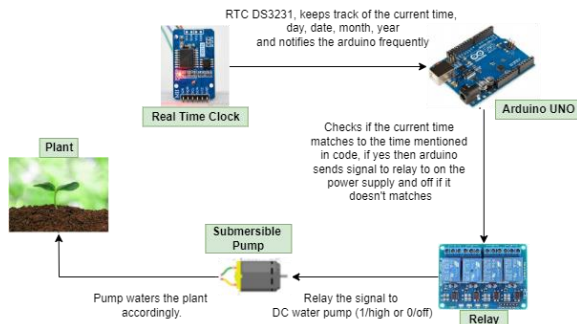 RTC DS3231, keeps track of the current time,
day, date, month, year
and notifies the arduino frequently
Real Time Clock
Arduino UNO
Checks if the current time
matches to the time mentioned
in code, if yes then arduino
sends signal to relay to on the
power supply and off if it
doesn't matches
Plant
Submersible
Pump
Pump waters the plant
accordingly.
Relay the signal to
DC water pump (1/high or 0/off)
Relay